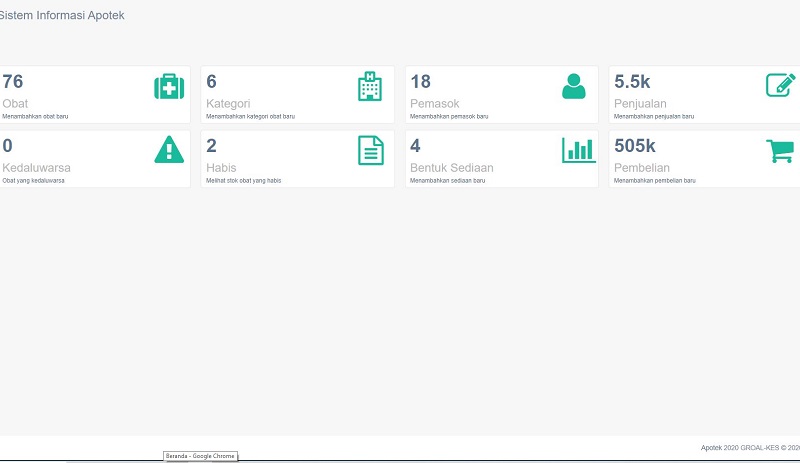 Sistem Informasi Apotek
76
Obat
Menambahkan obat baru
6
Kategori
Menambahkan kategori obat baru
18
Pemasok
Menambahkan pemasok baru
5.5k
Penjualan
Menambahkan penjualan baru
0
Kedaluwarsa
Obat yang kedaluwarsa
2
Habis
Melihat stok obat yang habis
4
Bentuk Sediaan
Menambahkan sediaan baru
505k
Pembelian
Menambahkan pembelian baru
Apotek 2020 GROAL-KES © 2020
Beranda - Google Chrome